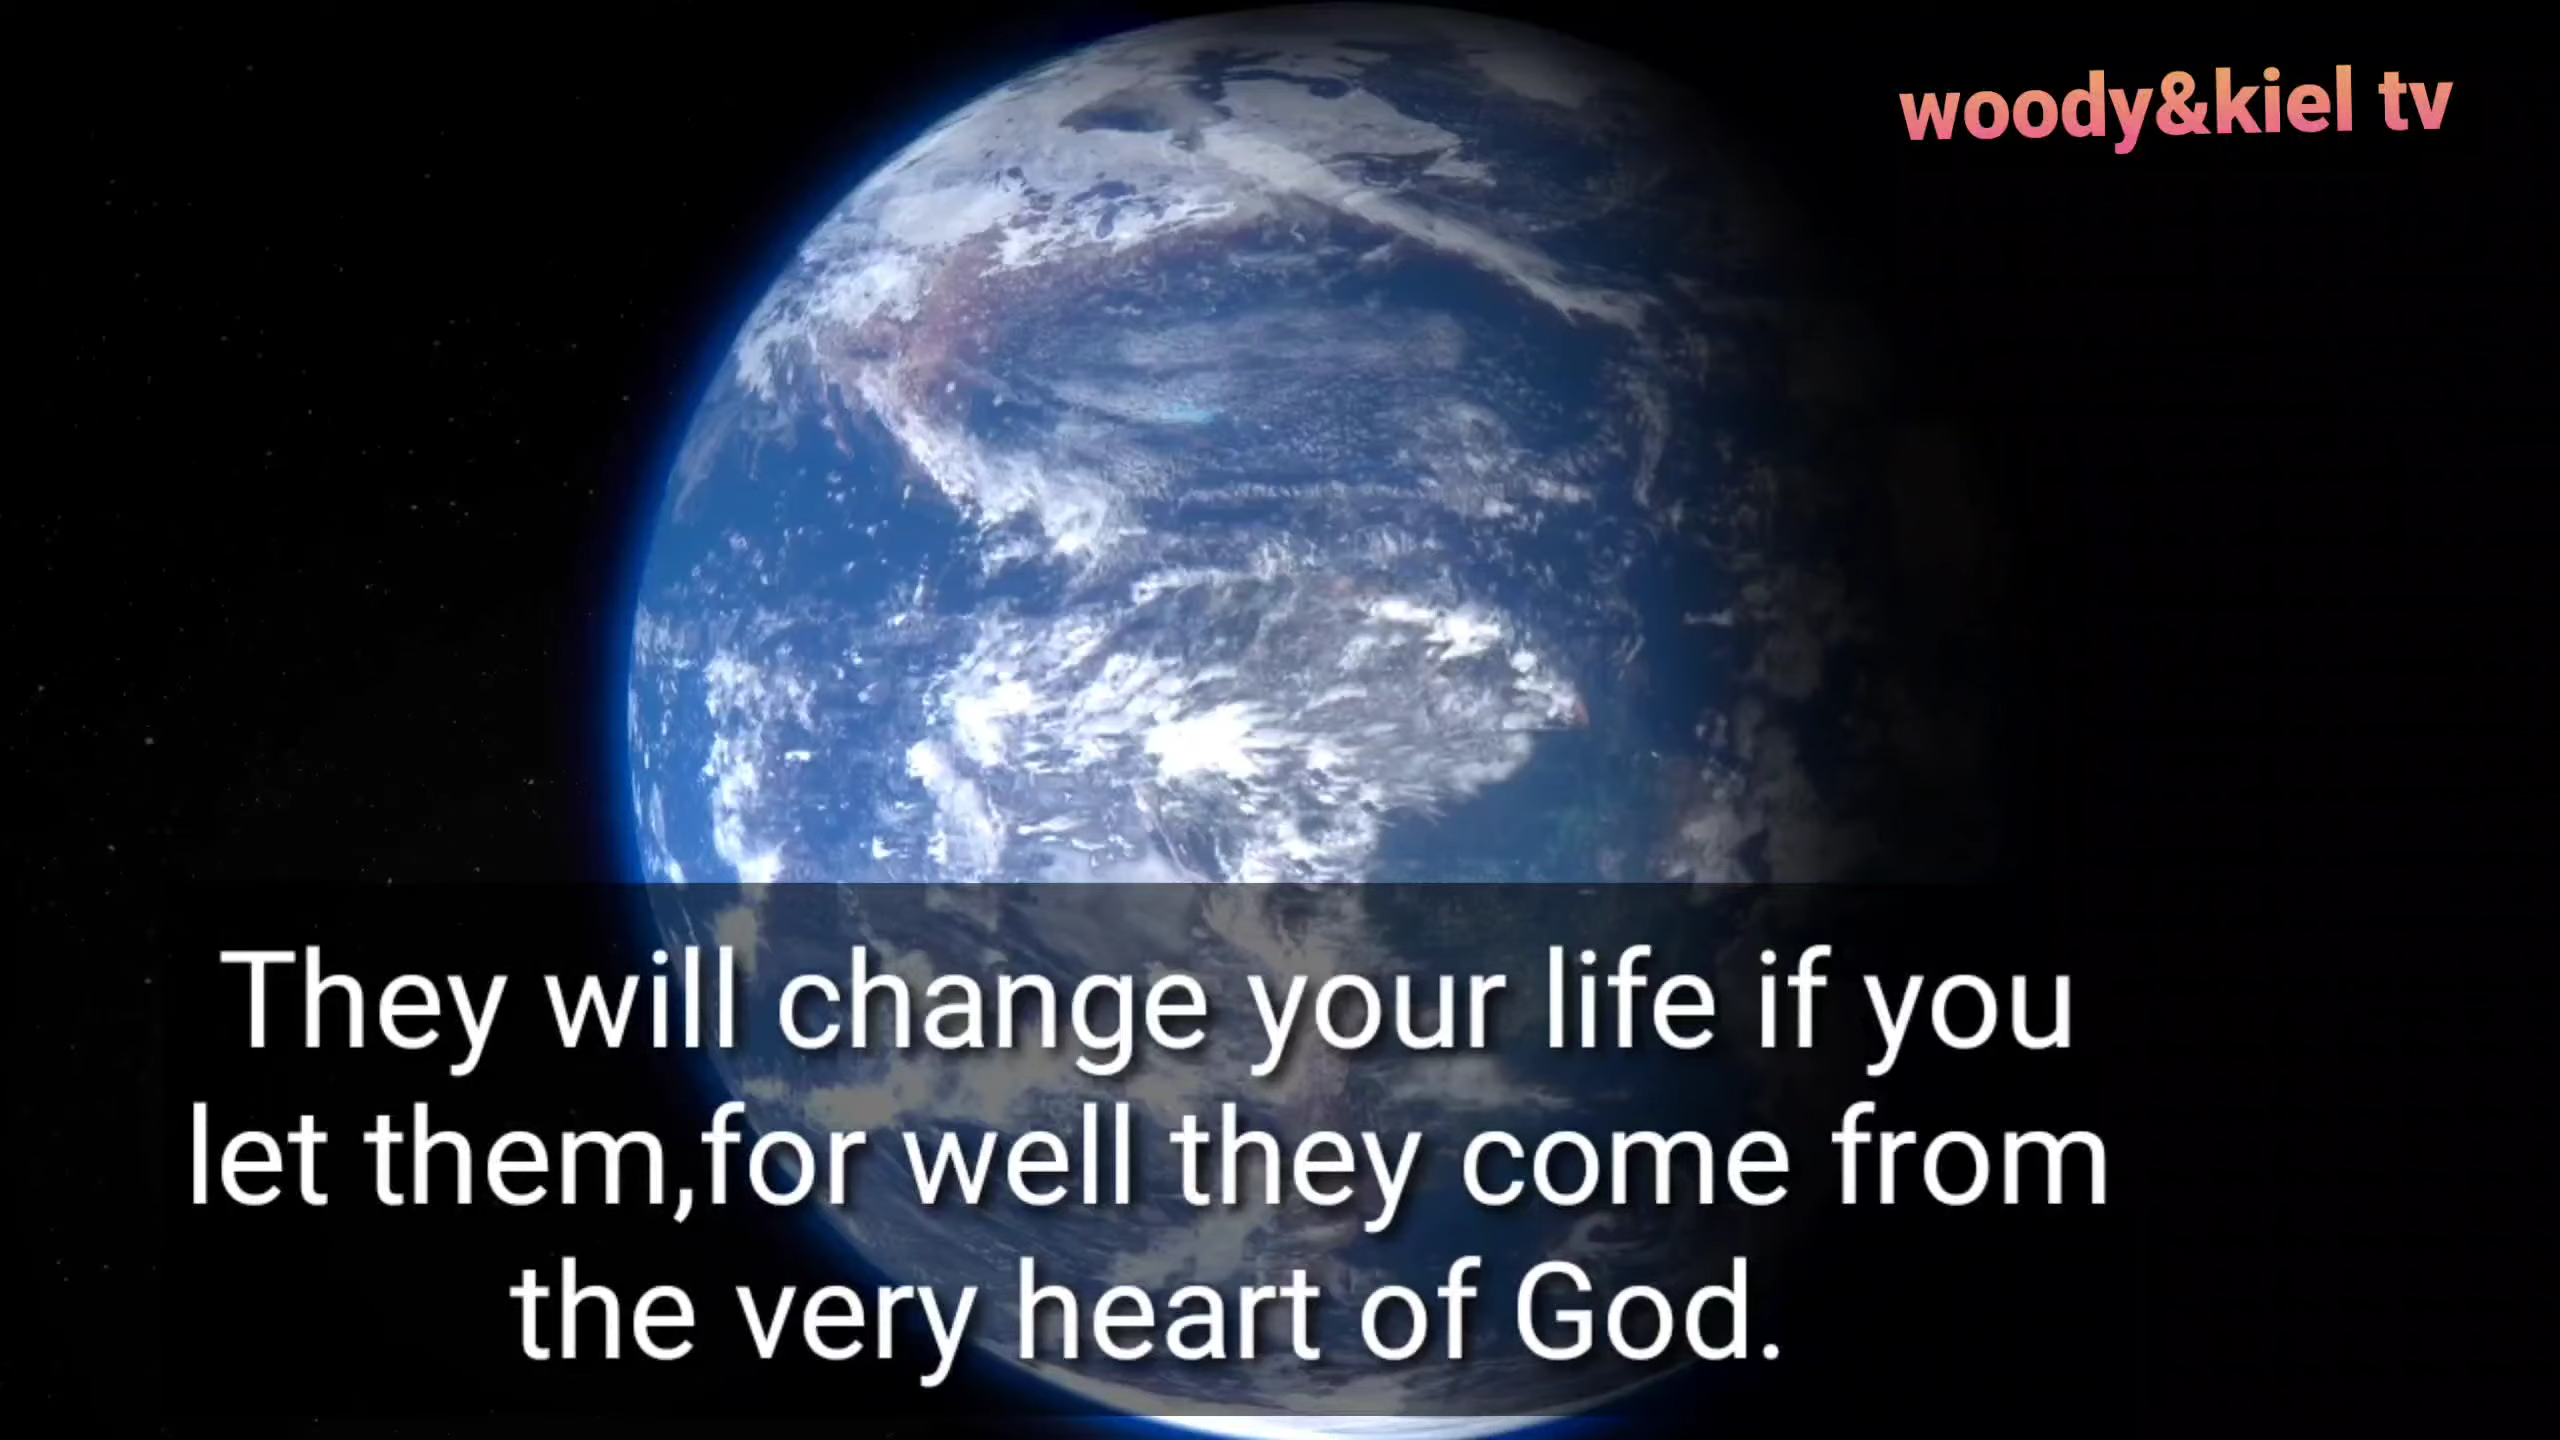 woody&kiel tv
They will change your life if you
let them,for well they come from
the very heart of God.